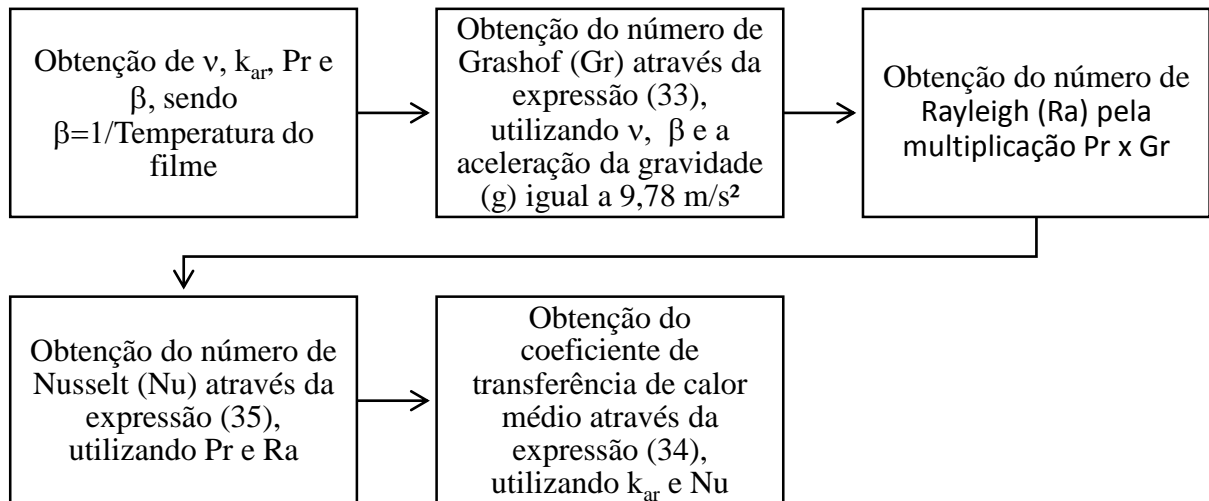 Obtenção de ν, kar, Pr e
β, sendo
β=1/Temperatura do
filme
Obtenção do número de
Grashof (Gr) através da
expressão (33),
utilizando ν, β e a
aceleração da gravidade
(g) igual a 9,78 m/s²
Obtenção do número de
Rayleigh (Ra) pela
multiplicação Pr x Gr
Obtenção do número de
Nusselt (Nu) através da
expressão (35),
utilizando Pr e Ra
Obtenção do
coeficiente de
transferência de calor
médio através da
expressão (34),
utilizando kar e Nu